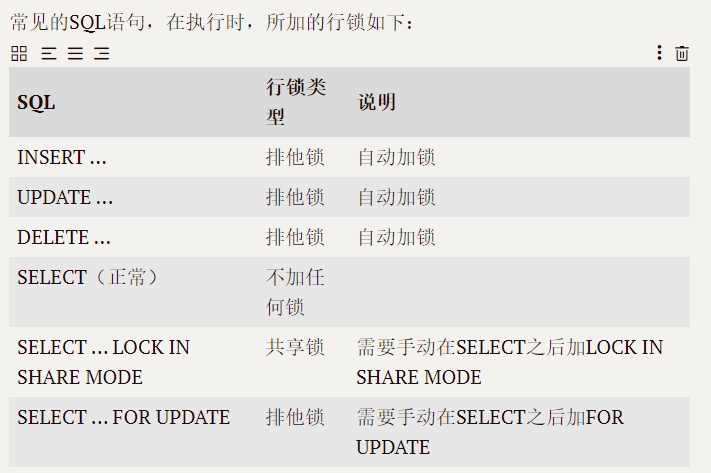 常见的SQL语句，在执行时，所加的行锁如下：
SQL 行锁类型 说明
INSERT ... 排他锁 自动加锁
UPDATE ... 排他锁 自动加锁
DELETE ... 排他锁 自动加锁
SELECT（正常） 不加任何锁
SELECT ... LOCK IN SHARE MODE 共享锁 需要手动在SELECT之后加LOCK IN SHARE MODE
SELECT ... FOR UPDATE 排他锁 需要手动在SELECT之后加FOR UPDATE